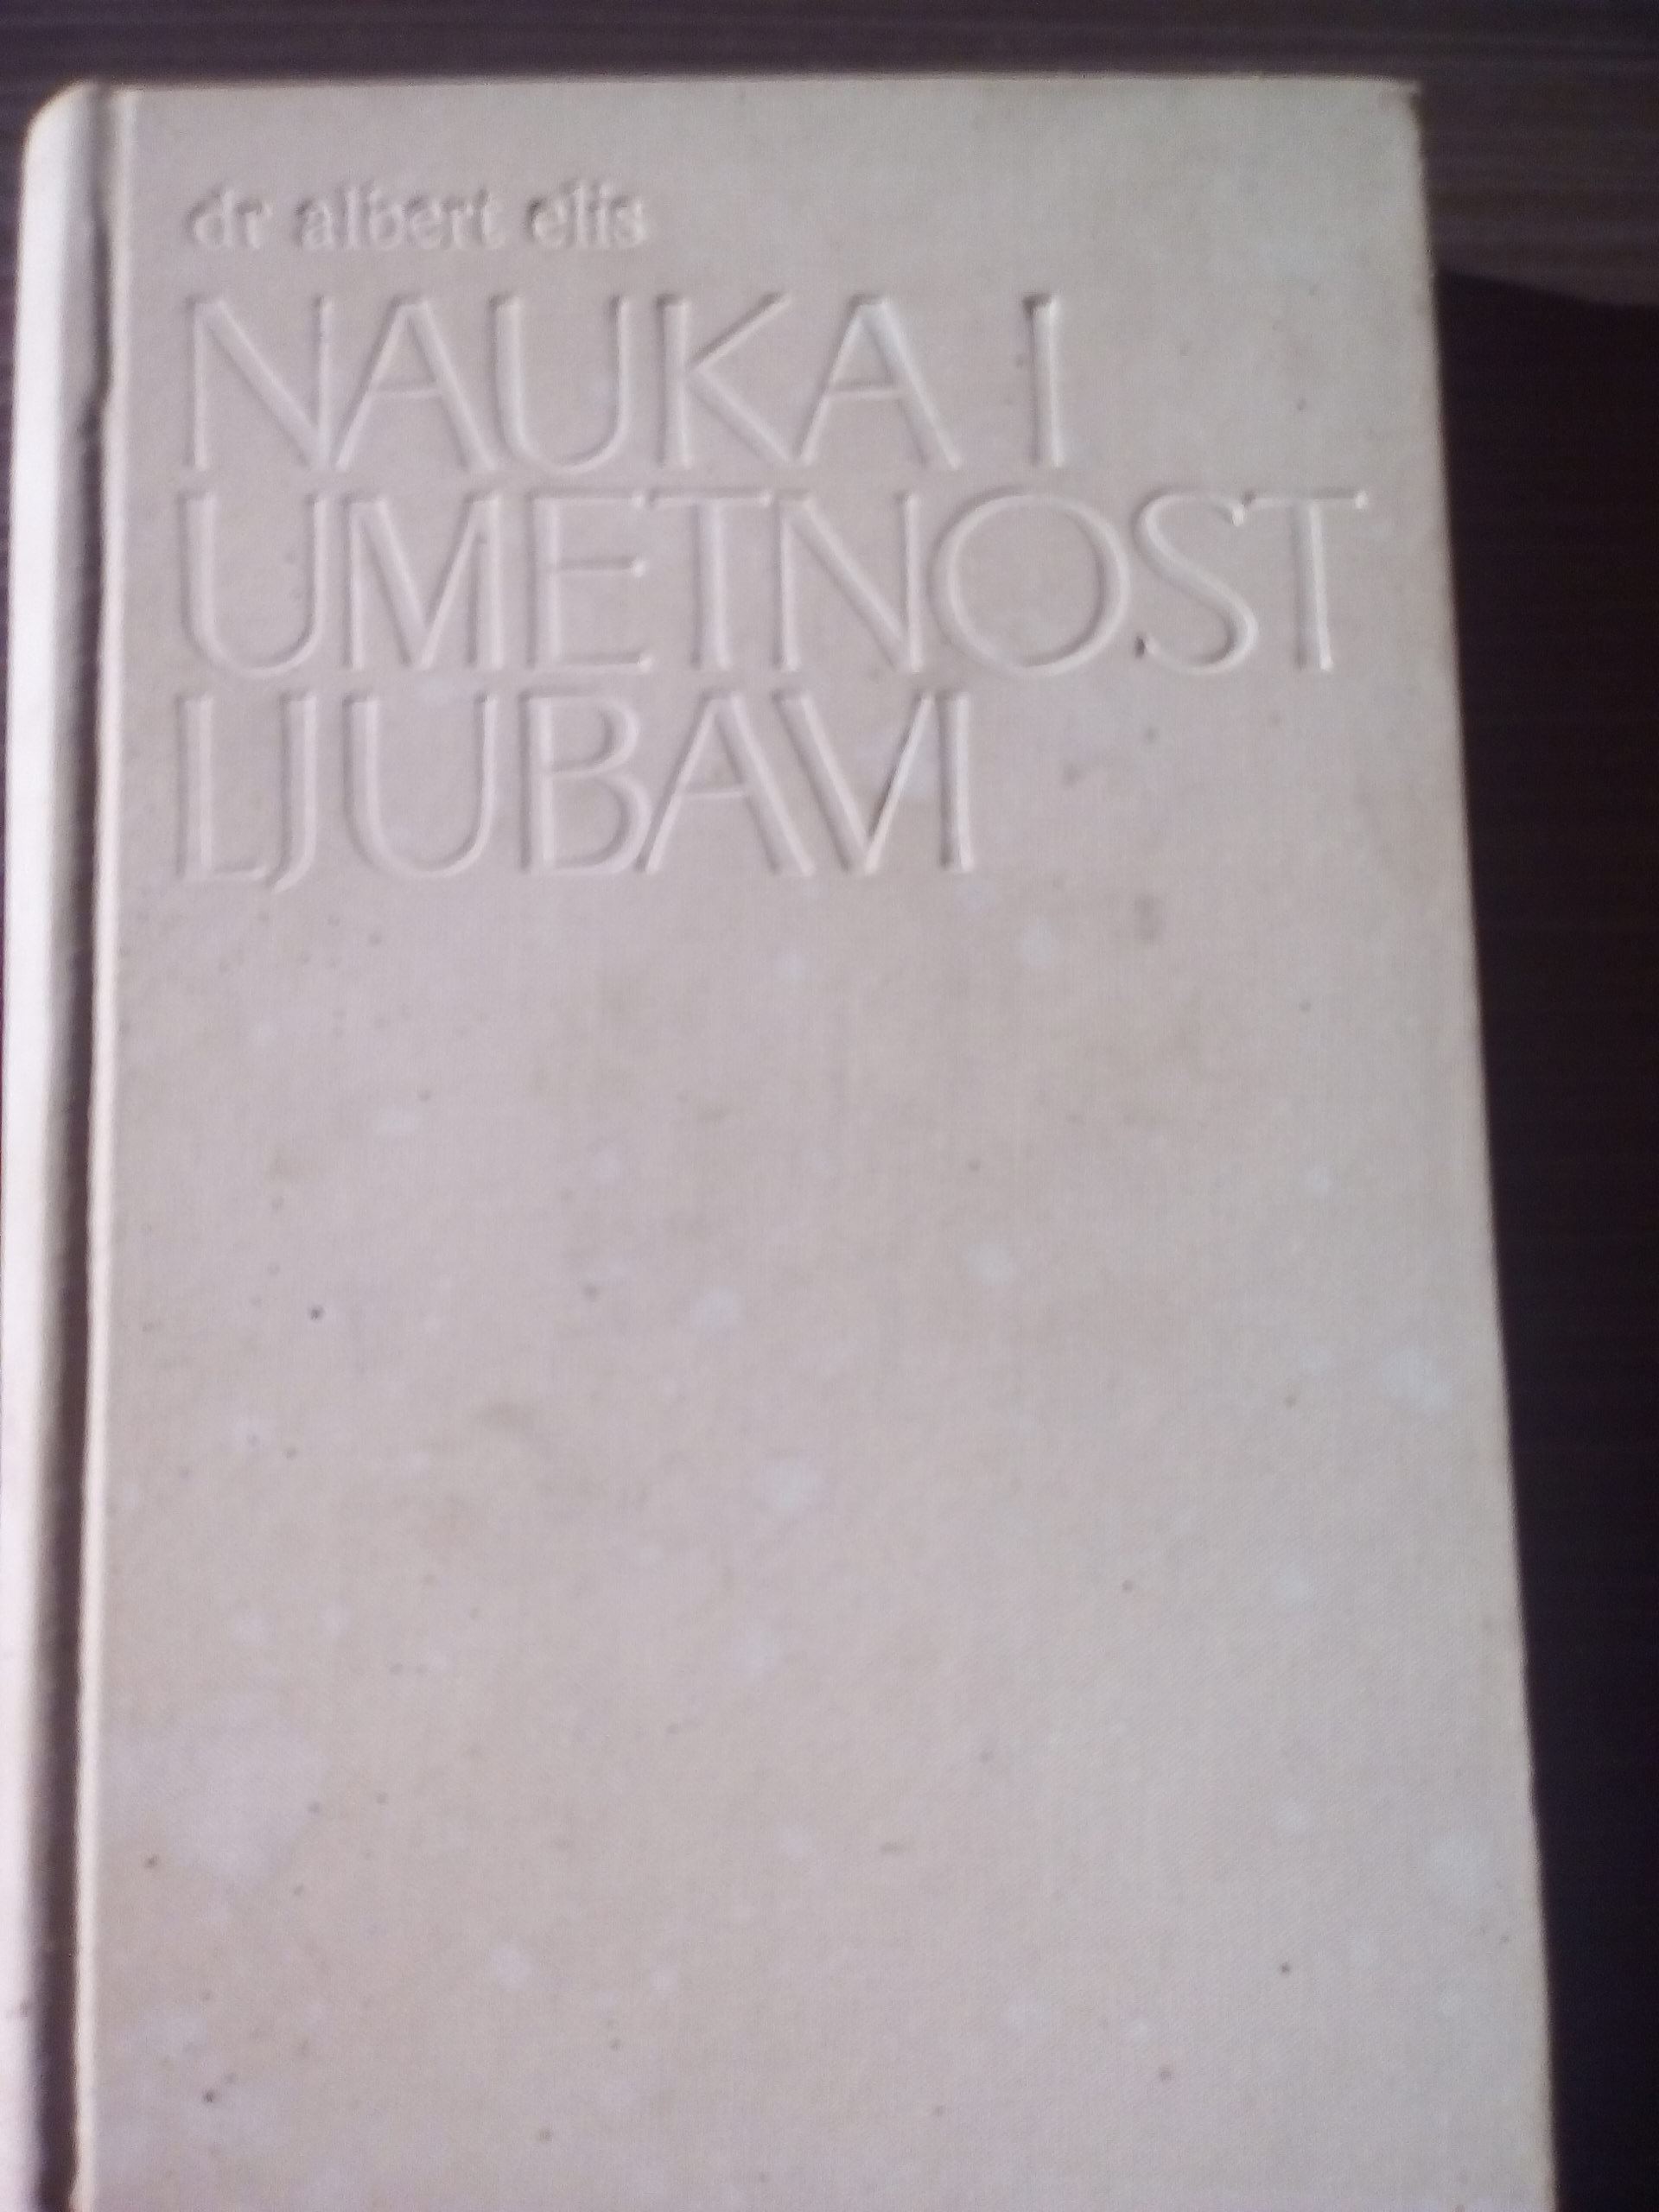 dr albert elis
NAUKA I
UMETNOST
LJUBAVI